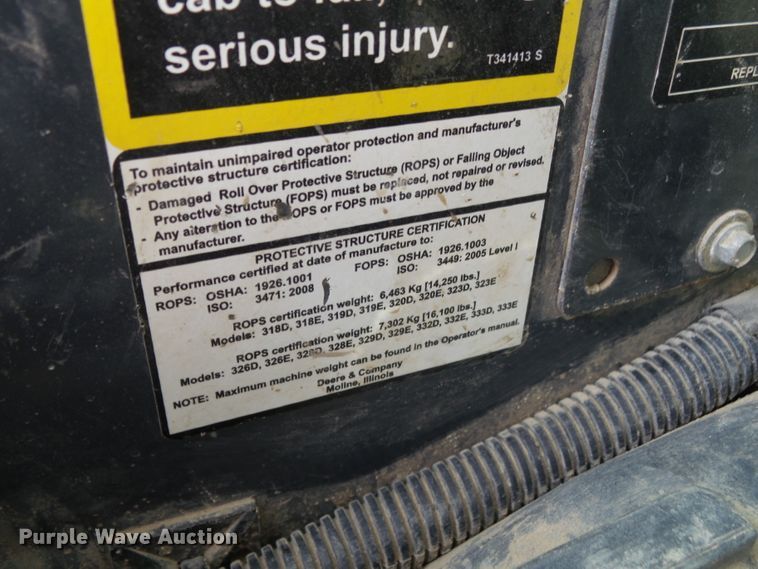 serious injury.
T341413 S
To maintain unimpaired operator protection and manufacturer's
protective structure certification:
- Damaged Roll Over Protective Structure (ROPS) or Falling Object
Protective Structure (FOPS) must be replaced, not repaired or revised.
- Any alteration to the ROPS or FOPS must be approved by the
manufacturer.
PROTECTIVE STRUCTURE CERTIFICATION
Performance certified at date of manufacture to:
ROPS: OSHA: 1926.1001 FOPS: OSHA: 1926.1003
ISO: 3471: 2008 ISO: 3449: 2005 Level I
ROPS certification weight: 6,463 Kg [14,250 lbs.]
Models: 318D, 318E, 319D, 319E, 320D, 320E, 323D, 323E
ROPS certification weight: 7,302 Kg [16,100 lbs.]
Models: 326D, 326E, 328D, 328E, 329D, 329E, 332D, 332E, 333D, 333E
NOTE: Maximum machine weight can be found in the Operator's manual.
Deere & Company
Moline, Illinois
Purple Wave Auction